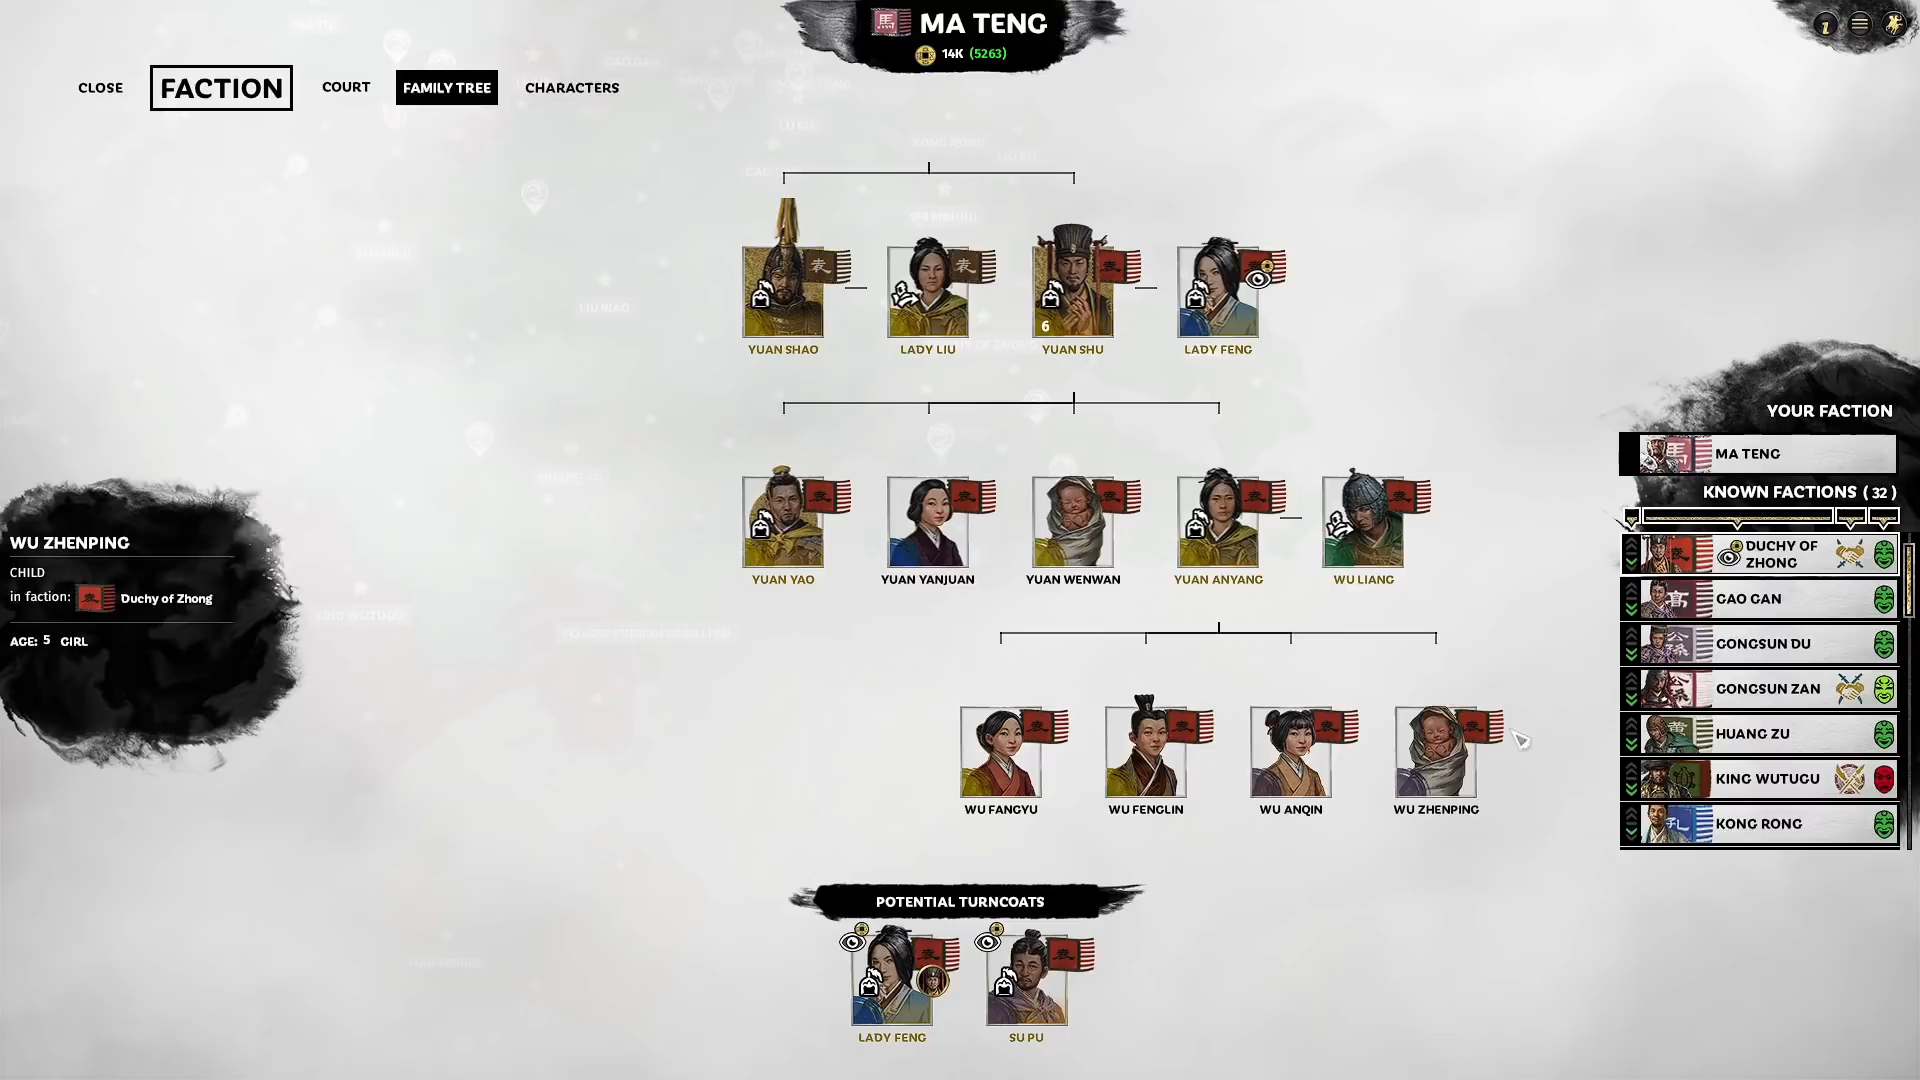 馬 MA TENG
14K (5263)
CLOSE FACTION COURT FAMILY TREE CHARACTERS
YUAN SHAO LADY LIU YUAN SHU LADY FENG
6
YUAN YAO YUAN YANJUAN YUAN WENWAN YUAN ANYANG WU LIANG
WU FANGYU WU FENGLIN WU ANQIN WU ZHENPING
POTENTIAL TURNCOATS
LADY FENG SU PU
WU ZHENPING
CHILD
in faction: Duchy of Zhong
AGE: 5 GIRL
YOUR FACTION
MA TENG
KNOWN FACTIONS ( 32 )
DUCHY OF
ZHONG
GAO GAN
GONGSUN DU
GONGSUN ZAN
HUANG ZU
KING WUTUGU
KONG RONG